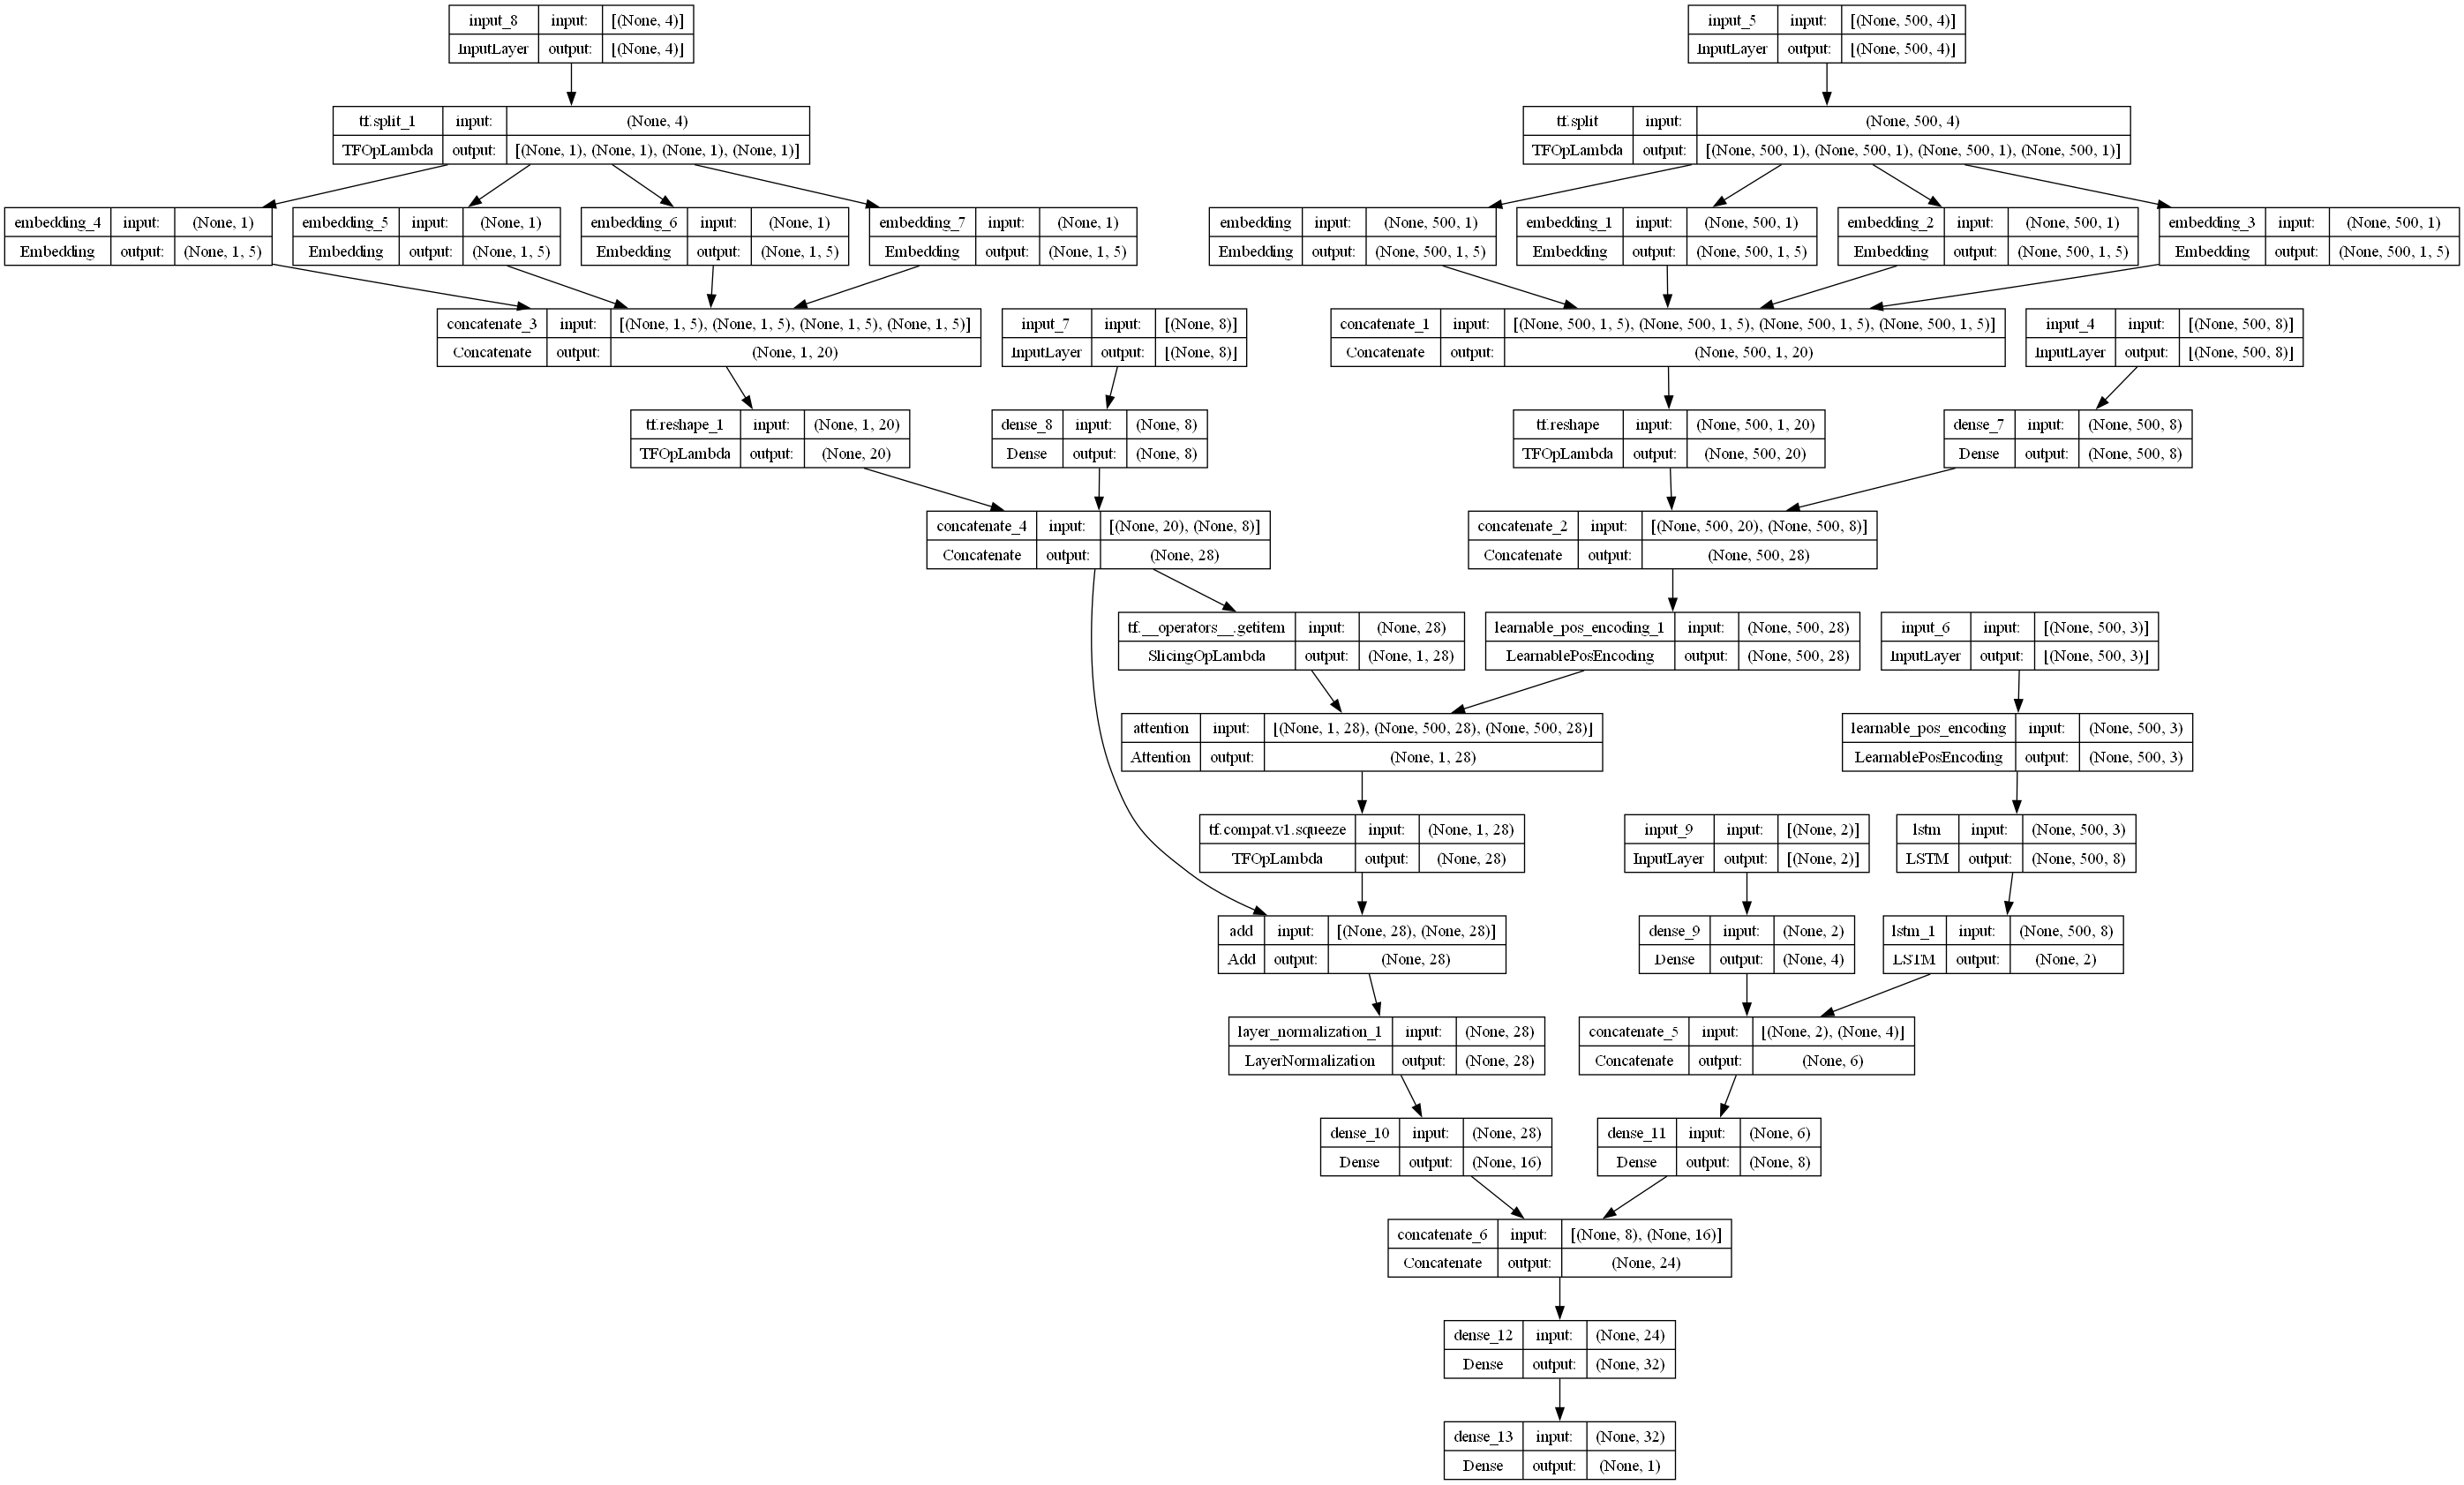 input_8 input: [(None, 4)]
InputLayer output: [(None, 4)]
input_5 input: [(None, 500, 4)]
InputLayer output: [(None, 500, 4)]
tf.split_1 input: (None, 4)
TFOpLambda output: [(None, 1), (None, 1), (None, 1), (None, 1)]
tf.split input: (None, 500, 4)
TFOpLambda output: [(None, 500, 1), (None, 500, 1), (None, 500, 1), (None, 500, 1)]
embedding_4 input: (None, 1)
Embedding output: (None, 1, 5)
embedding_5 input: (None, 1)
Embedding output: (None, 1, 5)
embedding_6 input: (None, 1)
Embedding output: (None, 1, 5)
embedding_7 input: (None, 1)
Embedding output: (None, 1, 5)
embedding input: (None, 500, 1)
Embedding output: (None, 500, 1, 5)
embedding_1 input: (None, 500, 1)
Embedding output: (None, 500, 1, 5)
embedding_2 input: (None, 500, 1)
Embedding output: (None, 500, 1, 5)
embedding_3 input: (None, 500, 1)
Embedding output: (None, 500, 1, 5)
concatenate_3 input: [(None, 1, 5), (None, 1, 5), (None, 1, 5), (None, 1, 5)]
Concatenate output: (None, 1, 20)
input_7 input: [(None, 8)]
InputLayer output: [(None, 8)]
concatenate_1 input: [(None, 500, 1, 5), (None, 500, 1, 5), (None, 500, 1, 5), (None, 500, 1, 5)]
Concatenate output: (None, 500, 1, 20)
input_4 input: [(None, 500, 8)]
InputLayer output: [(None, 500, 8)]
tf.reshape_1 input: (None, 1, 20)
TFOpLambda output: (None, 20)
dense_8 input: (None, 8)
Dense output: (None, 8)
tf.reshape input: (None, 500, 1, 20)
TFOpLambda output: (None, 500, 20)
dense_7 input: (None, 500, 8)
Dense output: (None, 500, 8)
concatenate_4 input: [(None, 20), (None, 8)]
Concatenate output: (None, 28)
concatenate_2 input: [(None, 500, 20), (None, 500, 8)]
Concatenate output: (None, 500, 28)
tf.__operators__.getitem input: (None, 28)
SlicingOpLambda output: (None, 1, 28)
learnable_pos_encoding_1 input: (None, 500, 28)
LearnablePosEncoding output: (None, 500, 28)
input_6 input: [(None, 500, 3)]
InputLayer output: [(None, 500, 3)]
attention input: [(None, 1, 28), (None, 500, 28), (None, 500, 28)]
Attention output: (None, 1, 28)
learnable_pos_encoding input: (None, 500, 3)
LearnablePosEncoding output: (None, 500, 3)
tf.compat.v1.squeeze input: (None, 1, 28)
TFOpLambda output: (None, 28)
input_9 input: [(None, 2)]
InputLayer output: [(None, 2)]
lstm input: (None, 500, 3)
LSTM output: (None, 500, 8)
add input: [(None, 28), (None, 28)]
Add output: (None, 28)
dense_9 input: (None, 2)
Dense output: (None, 4)
lstm_1 input: (None, 500, 8)
LSTM output: (None, 2)
layer_normalization_1 input: (None, 28)
LayerNormalization output: (None, 28)
concatenate_5 input: [(None, 2), (None, 4)]
Concatenate output: (None, 6)
dense_10 input: (None, 28)
Dense output: (None, 16)
dense_11 input: (None, 6)
Dense output: (None, 8)
concatenate_6 input: [(None, 8), (None, 16)]
Concatenate output: (None, 24)
dense_12 input: (None, 24)
Dense output: (None, 32)
dense_13 input: (None, 32)
Dense output: (None, 1)